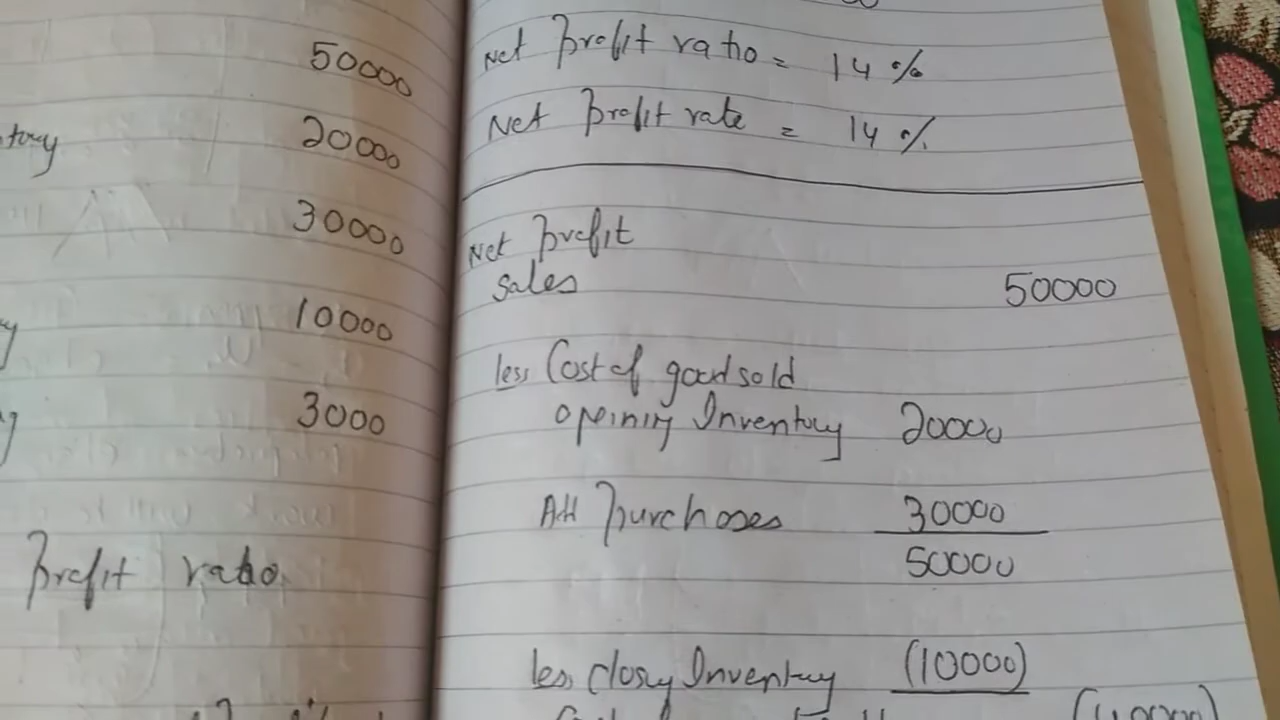 50000
tory 20000
30000
10000
3000
Profit ratio
Net Profit ratio = 14 %
Net Profit rate = 14 %
Net Profit
Sales 50000
less Cost of good sold
opening Inventory 20000
Add Purchases 30000
50000
less closing Inventory (10000)